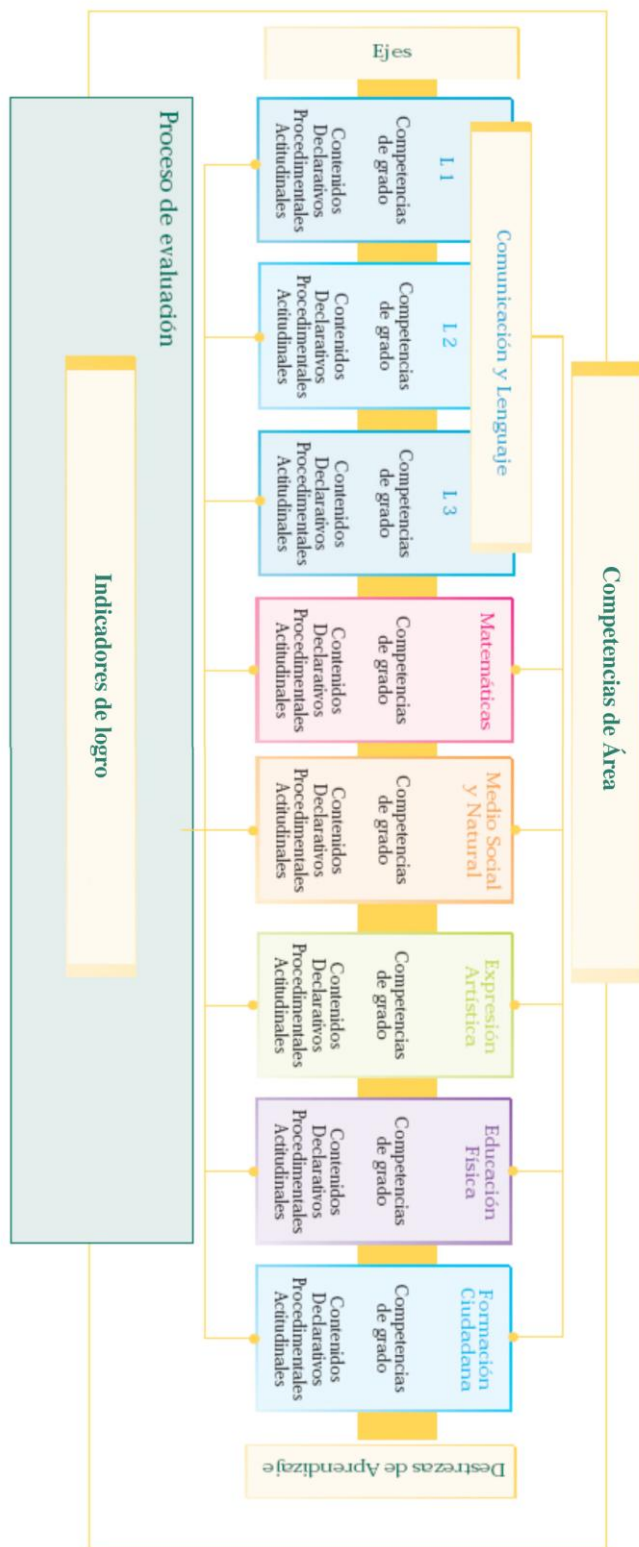 Competencias de Área
Comunicación y Lenguaje
Ejes
L 1
Competencias
de grado
Contenidos
Declarativos
Procedimentales
Actitudinales
L 2
Competencias
de grado
Contenidos
Declarativos
Procedimentales
Actitudinales
L 3
Competencias
de grado
Contenidos
Declarativos
Procedimentales
Actitudinales
Matemáticas
Competencias
de grado
Contenidos
Declarativos
Procedimentales
Actitudinales
Medio Social
y Natural
Competencias
de grado
Contenidos
Declarativos
Procedimentales
Actitudinales
Expresión
Artística
Competencias
de grado
Contenidos
Declarativos
Procedimentales
Actitudinales
Educación
Física
Competencias
de grado
Contenidos
Declarativos
Procedimentales
Actitudinales
Formación
Ciudadana
Competencias
de grado
Contenidos
Declarativos
Procedimentales
Actitudinales
Destrezas de Aprendizaje
Proceso de evaluación
Indicadores de logro